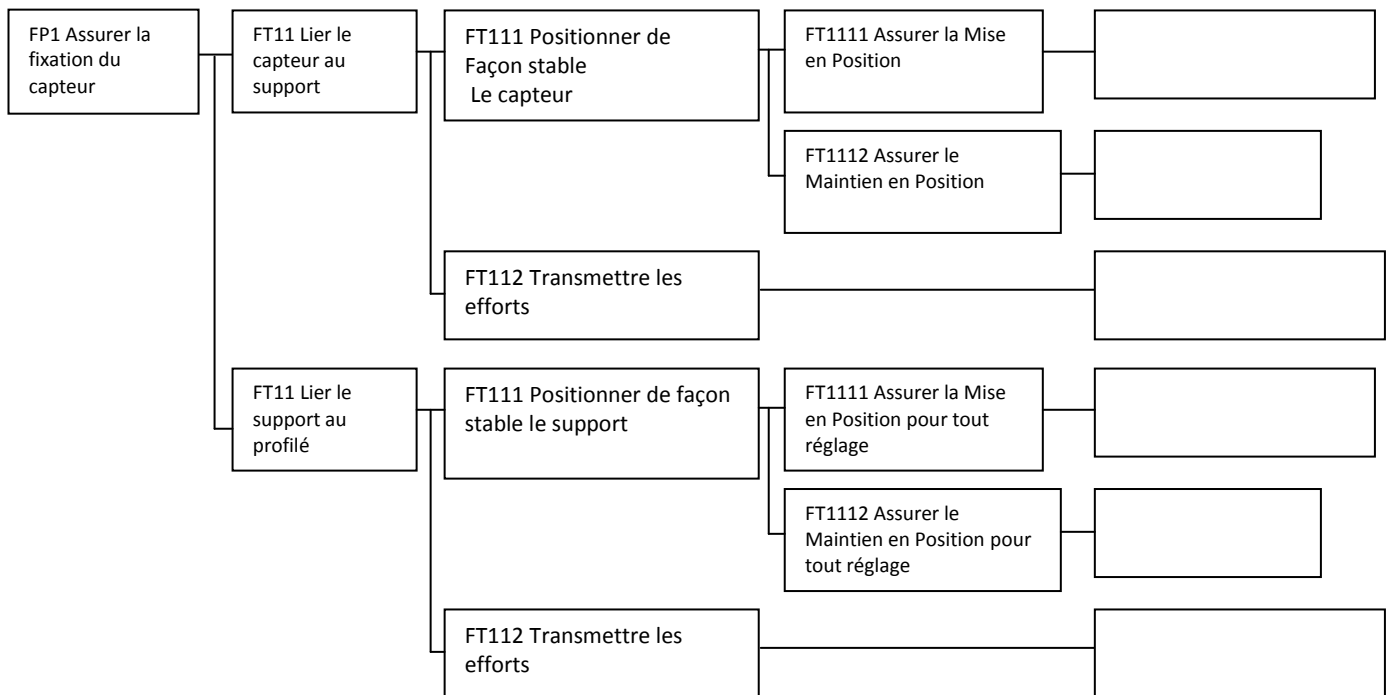 FP1 Assurer la
fixation du
capteur
FT11 Lier le
capteur au
support
FT111 Positionner de
Façon stable
Le capteur
FT1111 Assurer la Mise
en Position
FT1112 Assurer le
Maintien en Position
FT112 Transmettre les
efforts
FT11 Lier le
support au
profilé
FT111 Positionner de façon
stable le support
FT1111 Assurer la Mise
en Position pour tout
réglage
FT1112 Assurer le
Maintien en Position pour
tout réglage
FT112 Transmettre les
efforts